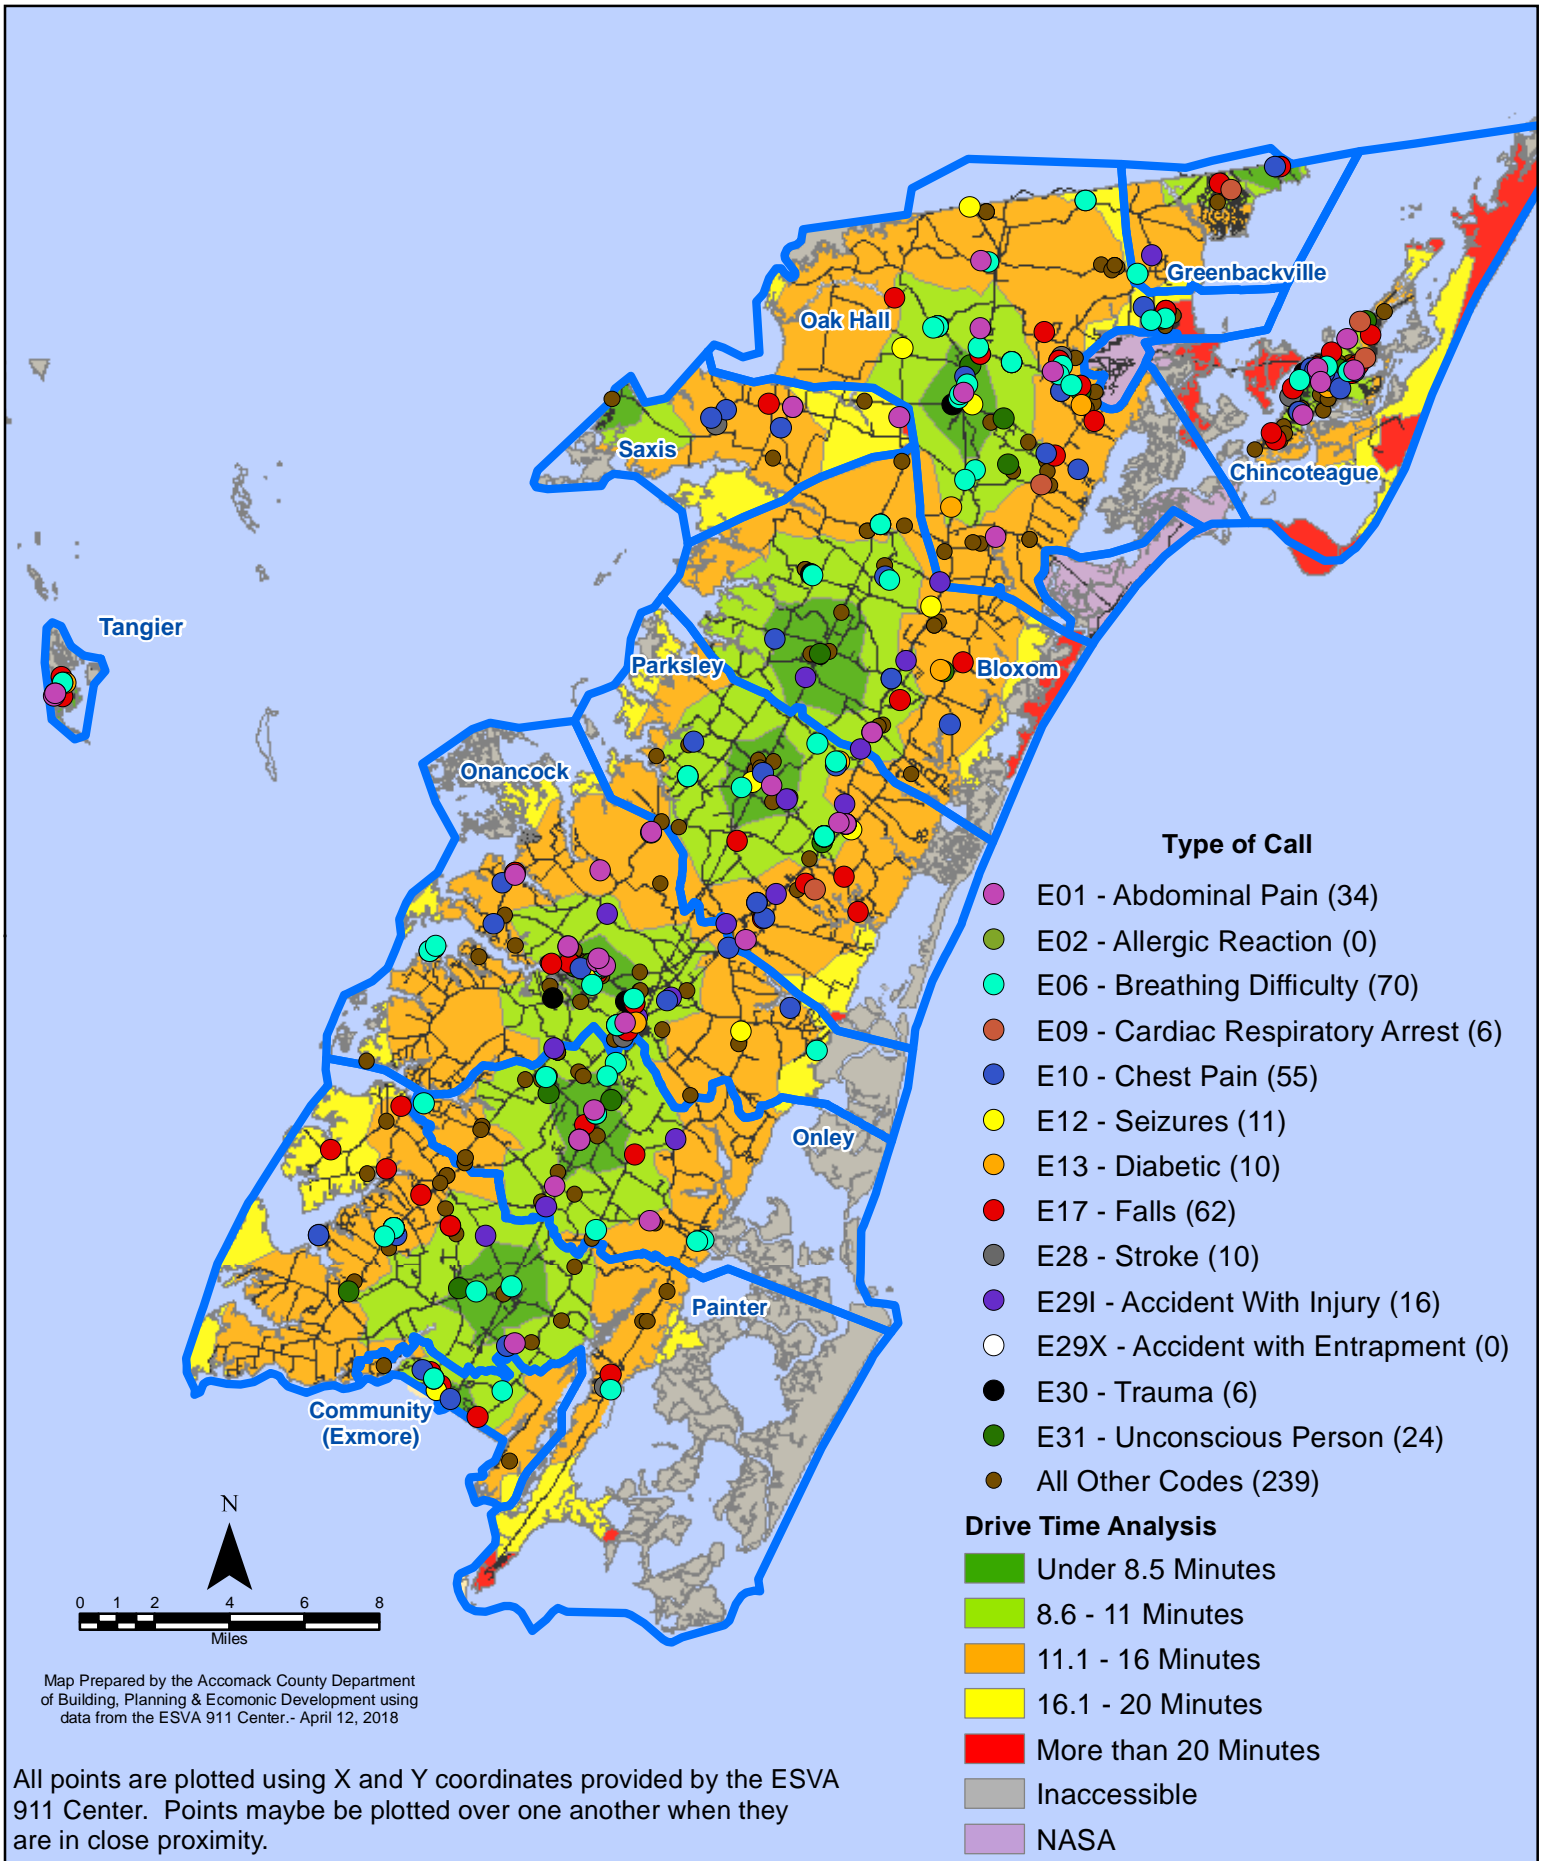 Greenbackville
Oak Hall
Saxis
Chincoteague
Tangier
Parksley
Bloxom
Onancock
Type of Call
E01 - Abdominal Pain (34)
E02 - Allergic Reaction (0)
E06 - Breathing Difficulty (70)
E09 - Cardiac Respiratory Arrest (6)
E10 - Chest Pain (55)
E12 - Seizures (11)
Onley
E13 - Diabetic (10)
E17 - Falls (62)
E28 - Stroke (10)
E29I - Accident With Injury (16)
Painter
E29X - Accident with Entrapment (0)
E30 - Trauma (6)
Community
(Exmore)
E31 - Unconscious Person (24)
All Other Codes (239)
N
Drive Time Analysis
Under 8.5 Minutes
8.6 - 11 Minutes
11.1 - 16 Minutes
16.1 - 20 Minutes
More than 20 Minutes
Inaccessible
NASA
0 1 2 4 6 8
Miles
Map Prepared by the Accomack County Department
of Building, Planning & Ecomonic Development using
data from the ESVA 911 Center.- April 12, 2018
All points are plotted using X and Y coordinates provided by the ESVA
911 Center. Points maybe be plotted over one another when they
are in close proximity.